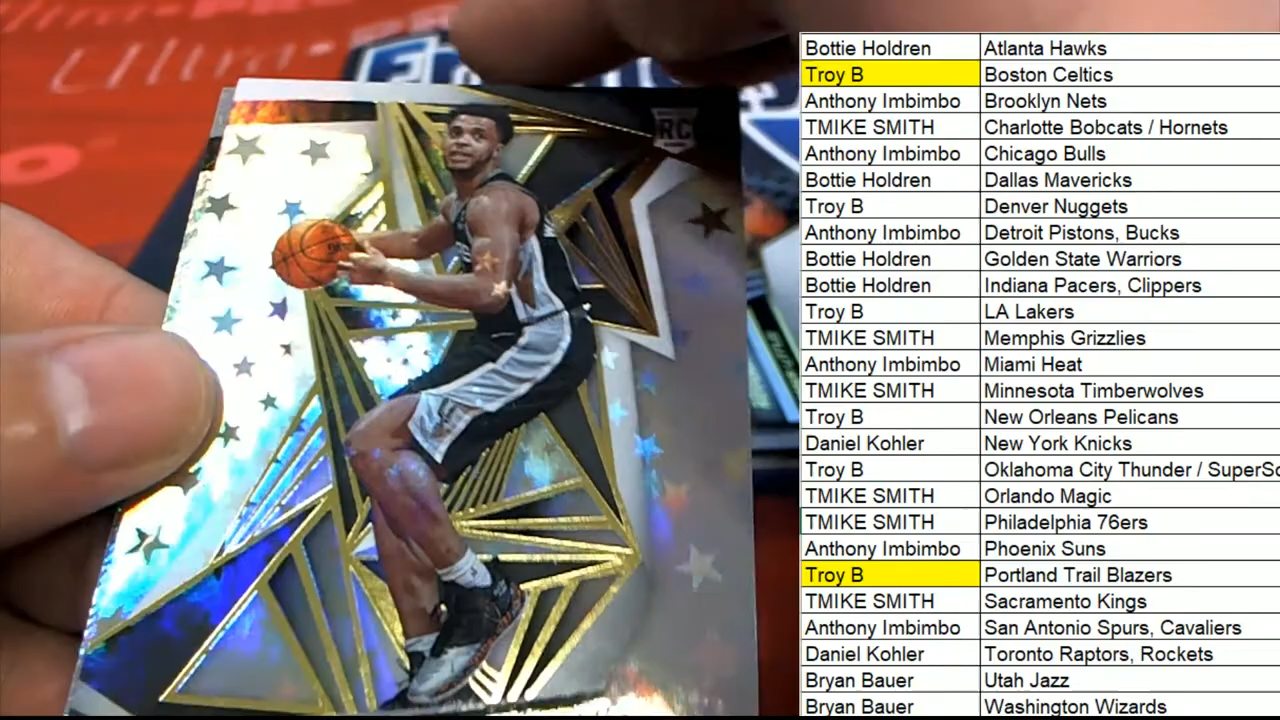 Ultra-PRO
Ultra-PRO
RC
Bottie Holdren Atlanta Hawks
Troy B Boston Celtics
Anthony Imbimbo Brooklyn Nets
TMIKE SMITH Charlotte Bobcats / Hornets
Anthony Imbimbo Chicago Bulls
Bottie Holdren Dallas Mavericks
Troy B Denver Nuggets
Anthony Imbimbo Detroit Pistons, Bucks
Bottie Holdren Golden State Warriors
Bottie Holdren Indiana Pacers, Clippers
Troy B LA Lakers
TMIKE SMITH Memphis Grizzlies
Anthony Imbimbo Miami Heat
TMIKE SMITH Minnesota Timberwolves
Troy B New Orleans Pelicans
Daniel Kohler New York Knicks
Troy B Oklahoma City Thunder / SuperSo
TMIKE SMITH Orlando Magic
TMIKE SMITH Philadelphia 76ers
Anthony Imbimbo Phoenix Suns
Troy B Portland Trail Blazers
TMIKE SMITH Sacramento Kings
Anthony Imbimbo San Antonio Spurs, Cavaliers
Daniel Kohler Toronto Raptors, Rockets
Bryan Bauer Utah Jazz
Bryan Bauer Washington Wizards